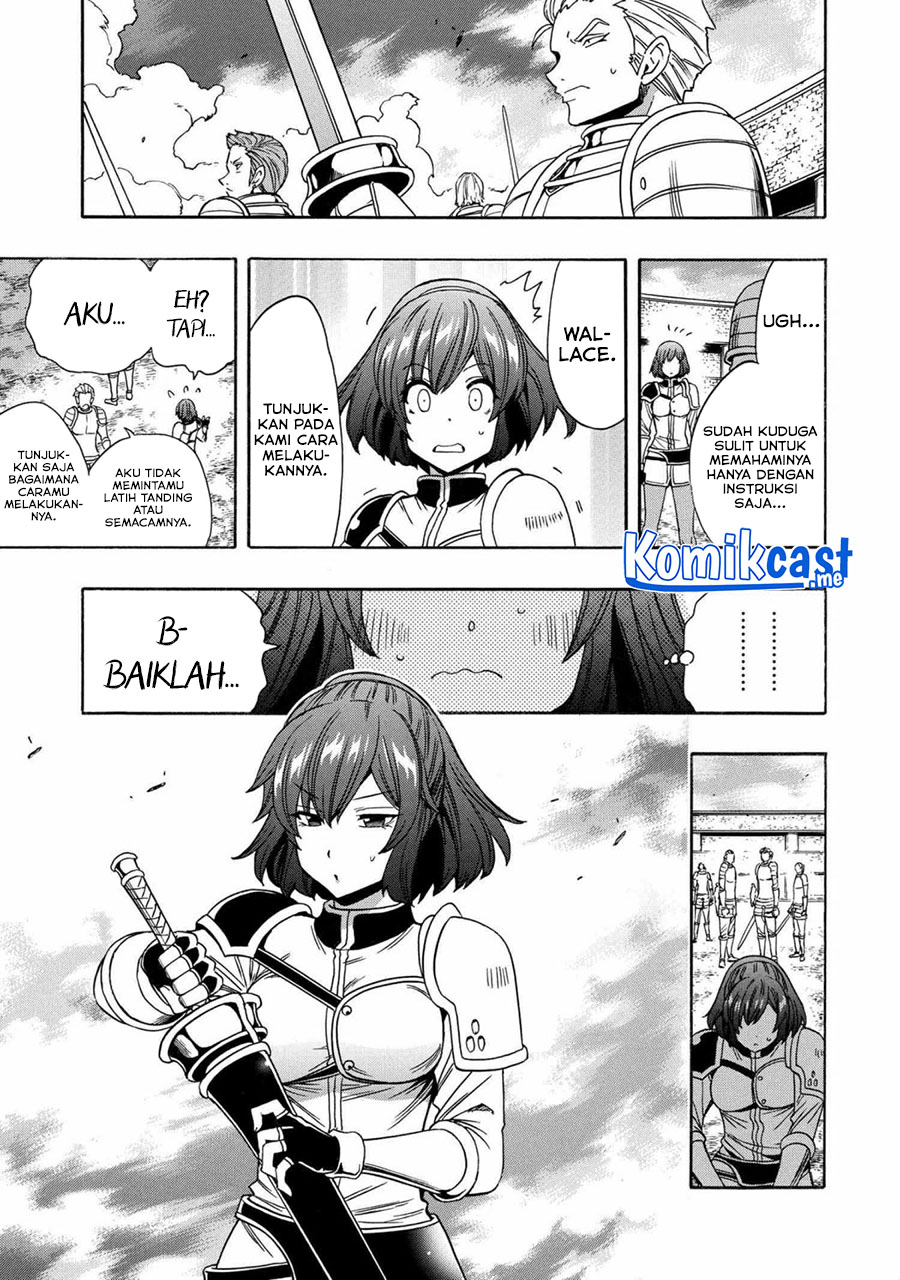 UGH...
SUDAH KUDUGA
SULIT UNTUK
MEMAHAMINYA
HANYA DENGAN
INSTRUKSI
SAJA...
WAL-
LACE.
TUNJUK-
KAN PADA
KAMI CARA
MELAKU-
KANNYA.
EH?
TAPI...
AKU...
AKU TIDAK
MEMINTAMU
LATIH TANDING
ATAU
SEMACAMNYA.
TUNJUK-
KAN SAJA
BAGAIMANA
CARAMU
MELAKUKAN-
NYA.
Komikcast
.me
B-
BAIKLAH...